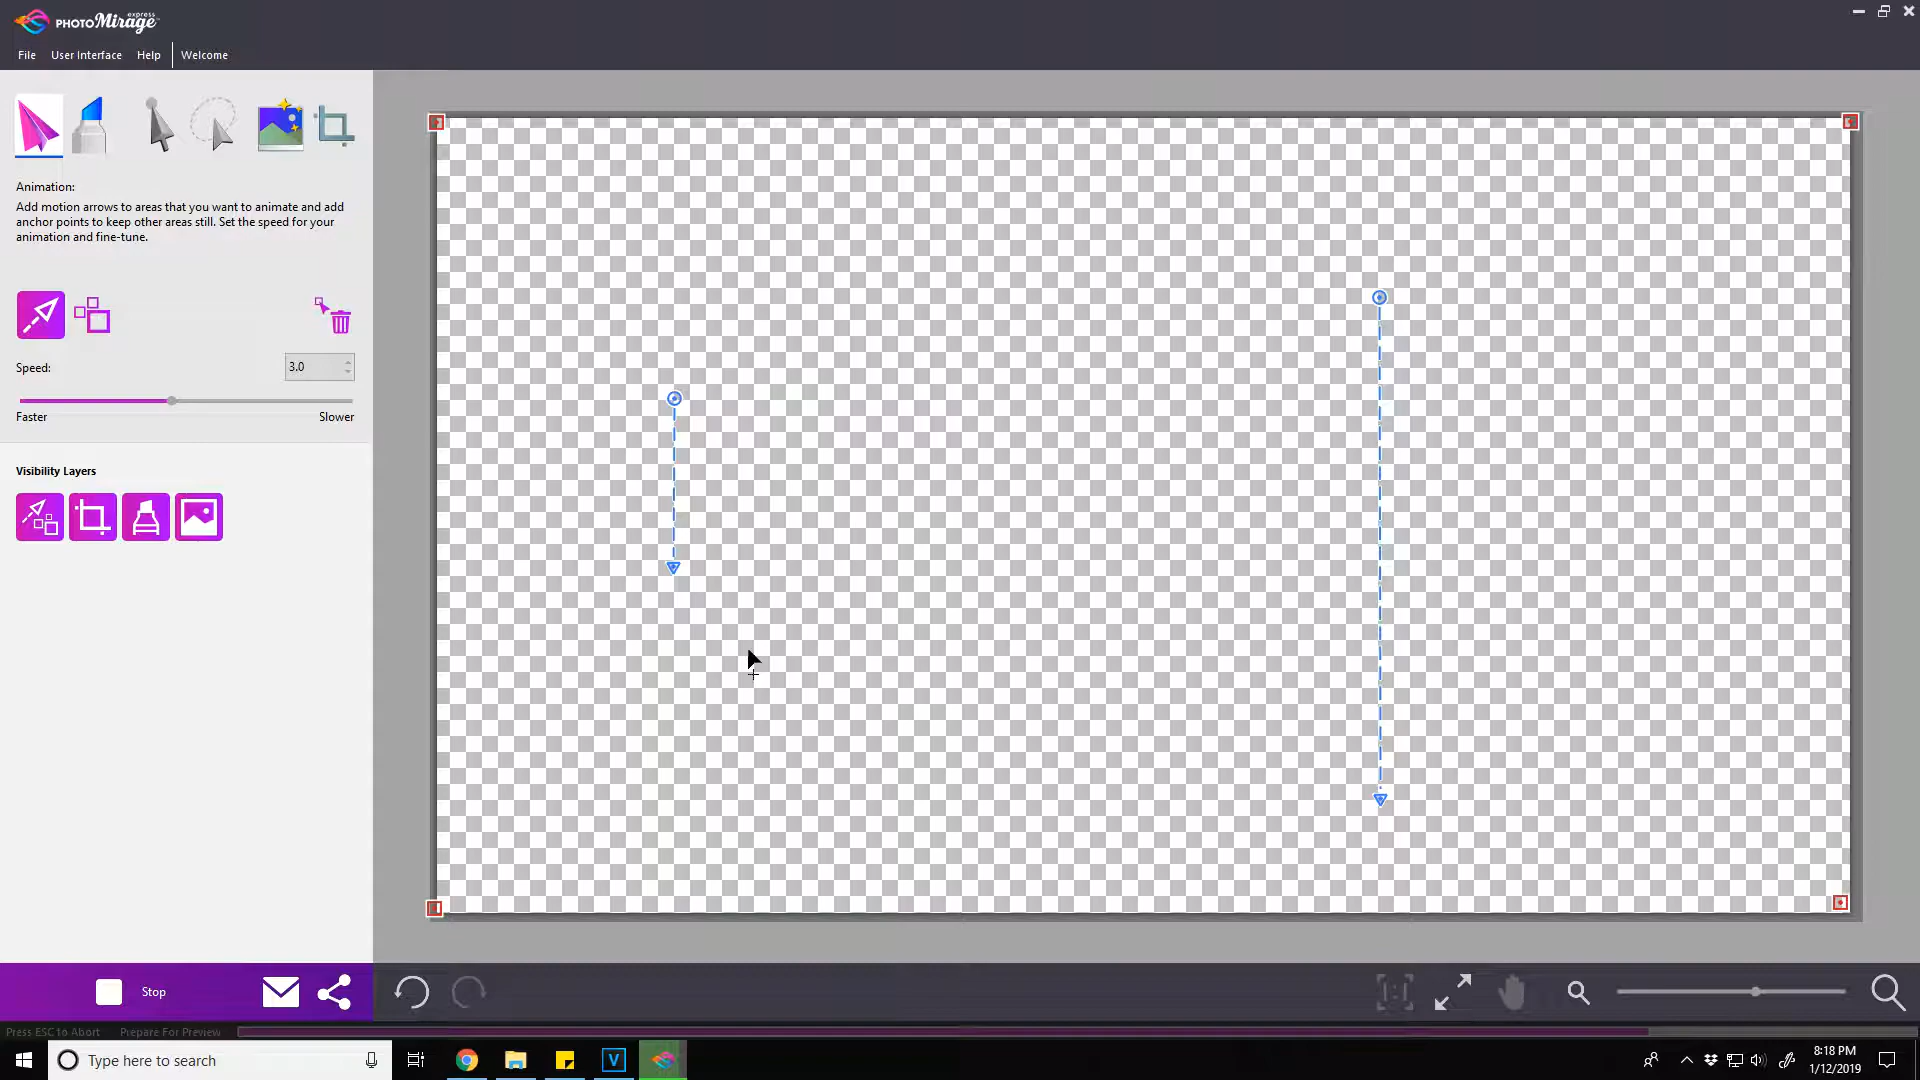 PHOTOMirage express
File User Interface Help Welcome
Animation:
Add motion arrows to areas that you want to animate and add
anchor points to keep other areas still. Set the speed for your
animation and fine-tune.
Speed: 3.0
Faster Slower
Visibility Layers
Stop
Press ESC to Abort Prepare For Preview
Type here to search
V
8:18 PM
1/12/2019